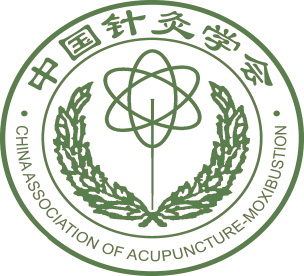 中国针灸学会
CHINA ASSOCIATION OF ACUPUNCTURE-MOXIBUSTION